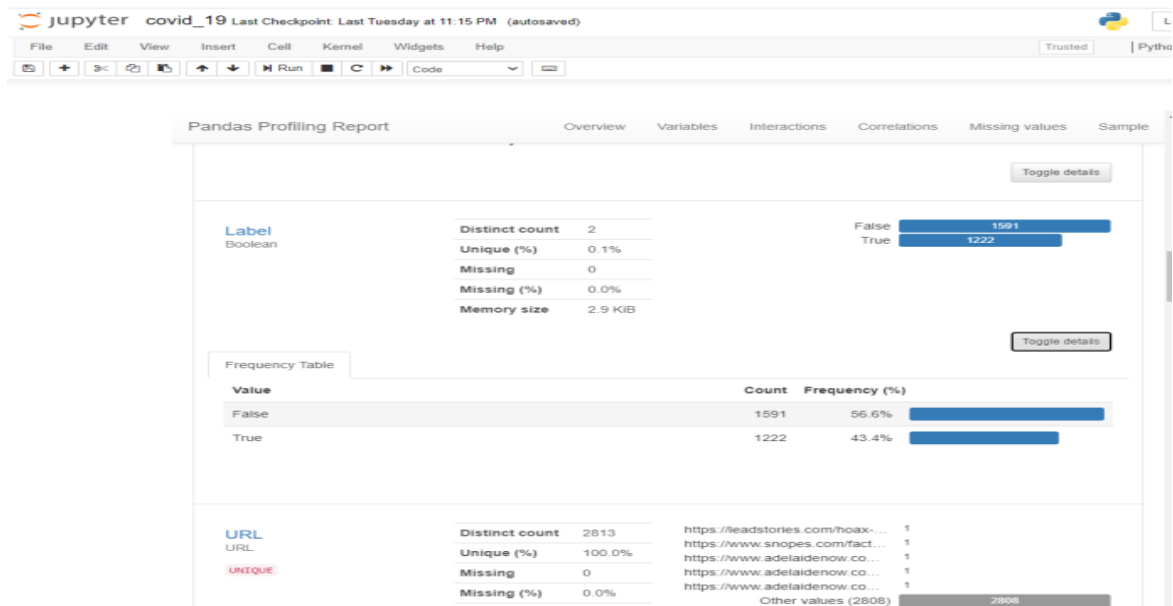 jupyter covid_19 Last Checkpoint: Last Tuesday at 11:15 PM (autosaved)
File Edit View Insert Cell Kernel Widgets Help Trusted
Run Code
Pandas Profiling Report Overview Variables Interactions Correlations Missing values Sample
Toggle details
Label Distinct count 2 False 1591
Boolean Unique (%) 0.1% True 1222
Missing 0
Missing (%) 0.0%
Memory size 2.9 KiB
Toggle details
Frequency Table
Value Count Frequency (%)
False 1591 56.6%
True 1222 43.4%
URL Distinct count 2813 https://leadstories.com/hoax-... 1
URL Unique (%) 100.0% https://www.snopes.com/fact... 1
UNIQUE Missing 0 https://www.adelaidenow.co... 1
Missing (%) 0.0% https://www.adelaidenow.co... 1
https://www.adelaidenow.co... 1
Other values (2808) 2808